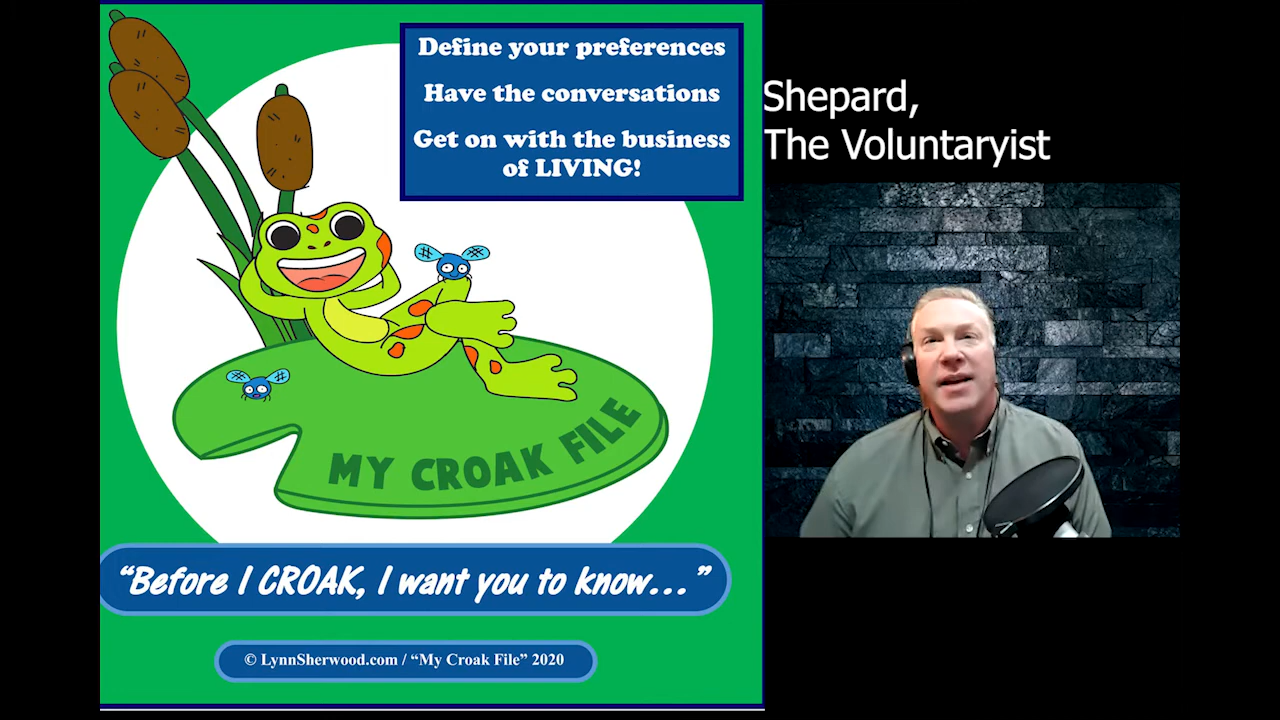 Define your preferences
Have the conversations
Get on with the business
of LIVING!
MY CROAK FILE
“Before I CROAK, I want you to know...”
© LynnSherwood.com / “My Croak File” 2020
Shepard,
The Voluntaryist